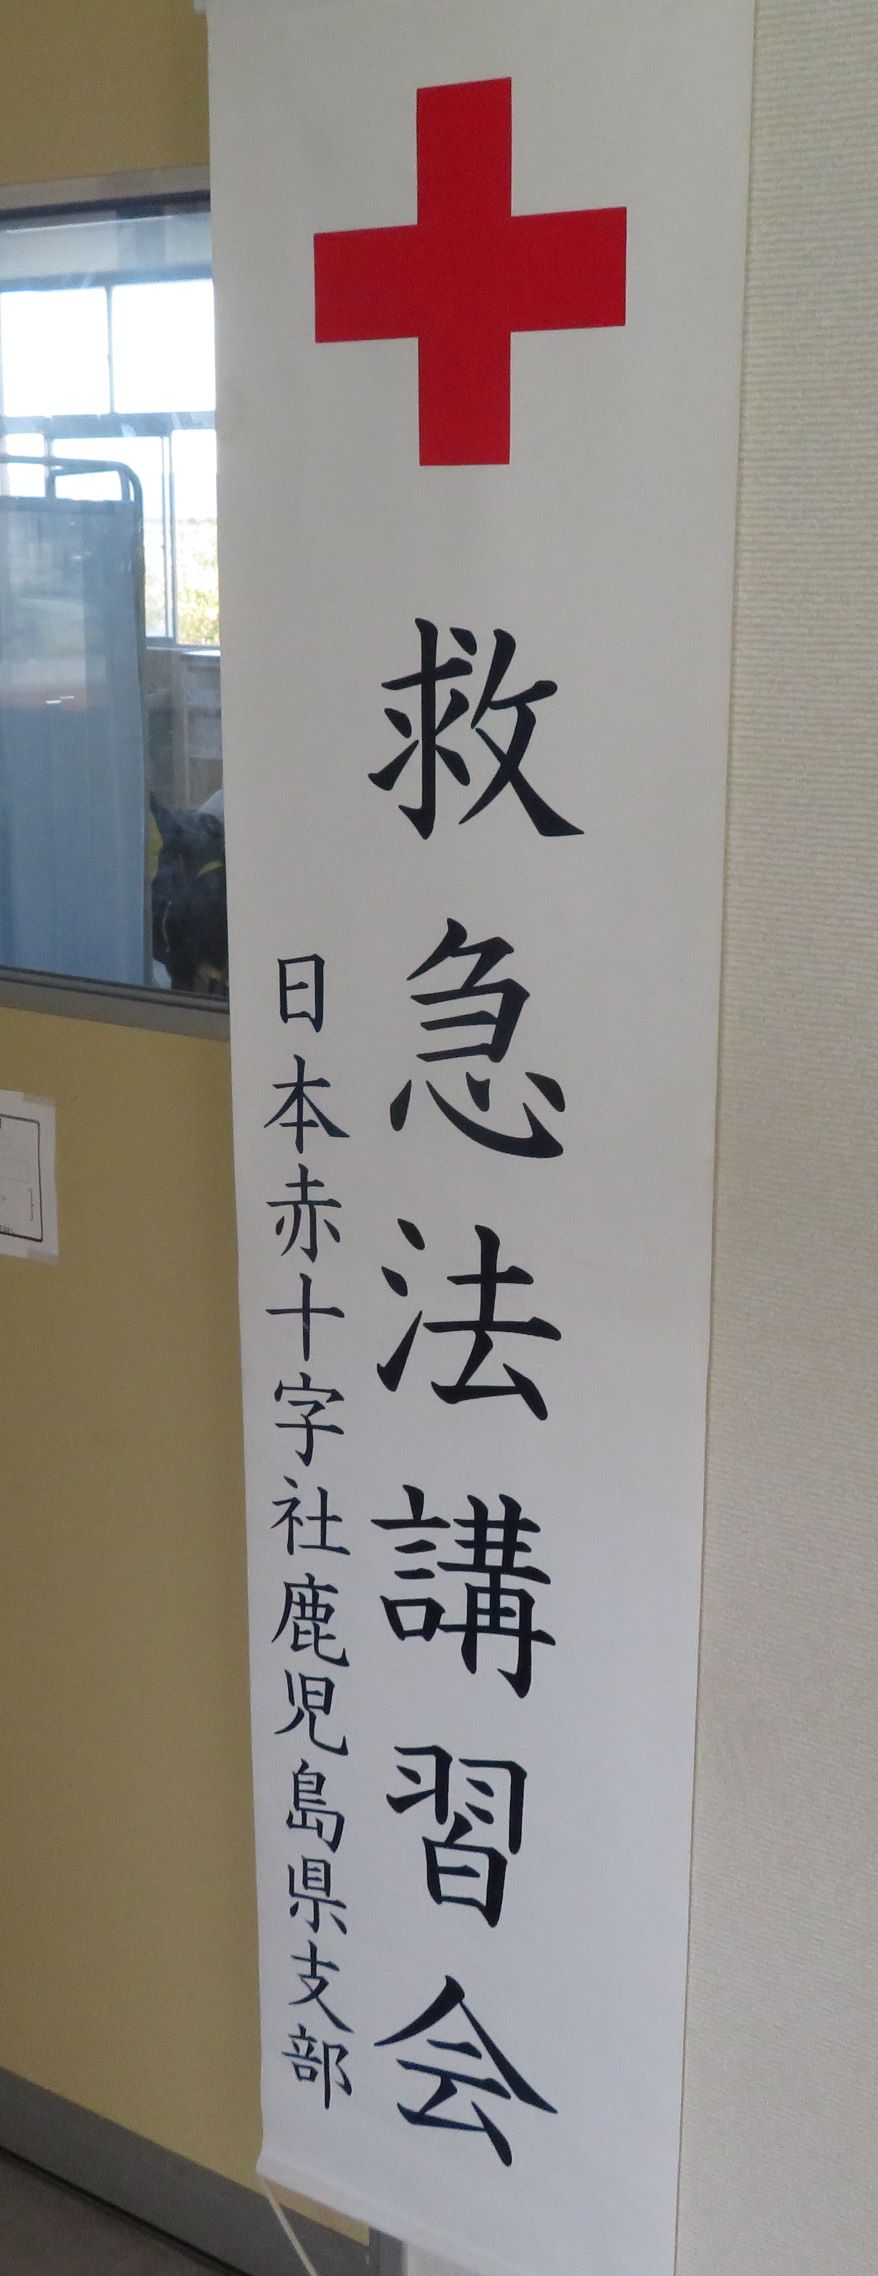 救急法講習会
日本赤十字社鹿児島県支部